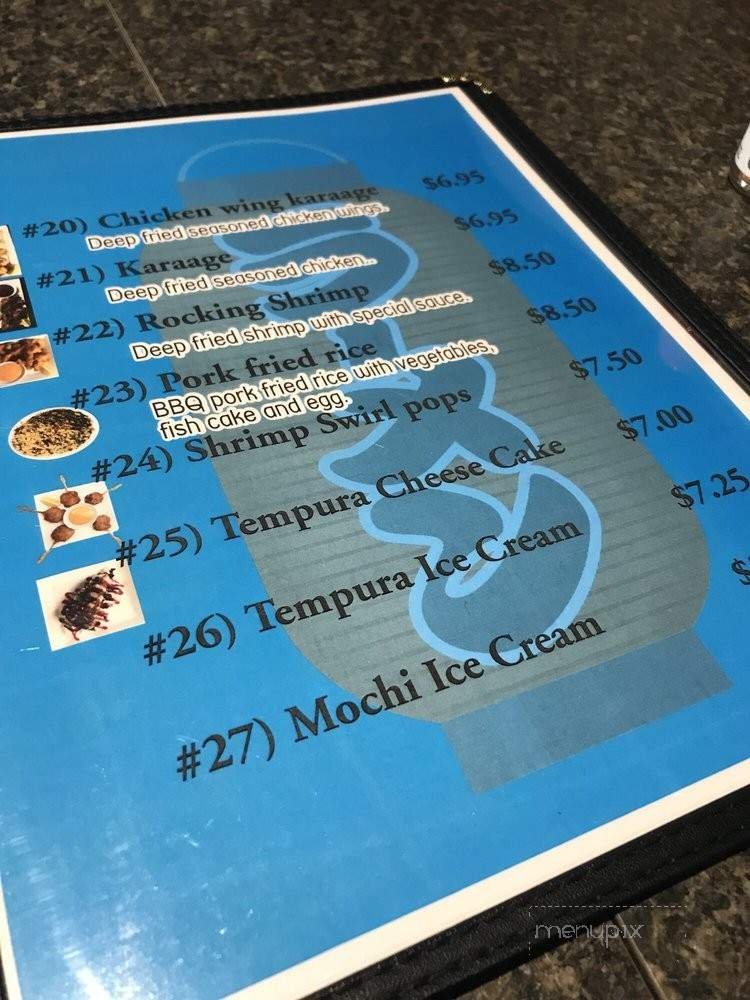 #20) Chicken wing karaage $6.95
Deep fried seasoned chicken wings.
#21) Karaage $6.95
Deep fried seasoned chicken..
#22) Rocking Shrimp $8.50
Deep fried shrimp with special sauce.
#23) Pork fried rice $8.50
BBQ pork fried rice with vegetables,
fish cake and egg.
#24) Shrimp Swirl pops $7.50
#25) Tempura Cheese Cake $7.00
#26) Tempura Ice Cream $7.25
#27) Mochi Ice Cream
menupix